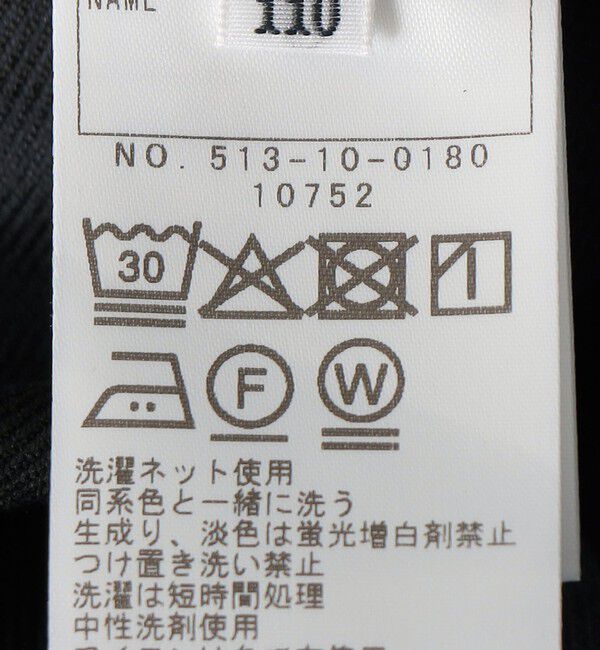 NAME
110
NO. 513-10-0180
10752
30
F
W
洗濯ネット使用
同系色と一緒に洗う
生成り、淡色は蛍光増白剤禁止
つけ置き洗い禁止
洗濯は短時間処理
中性洗剤使用